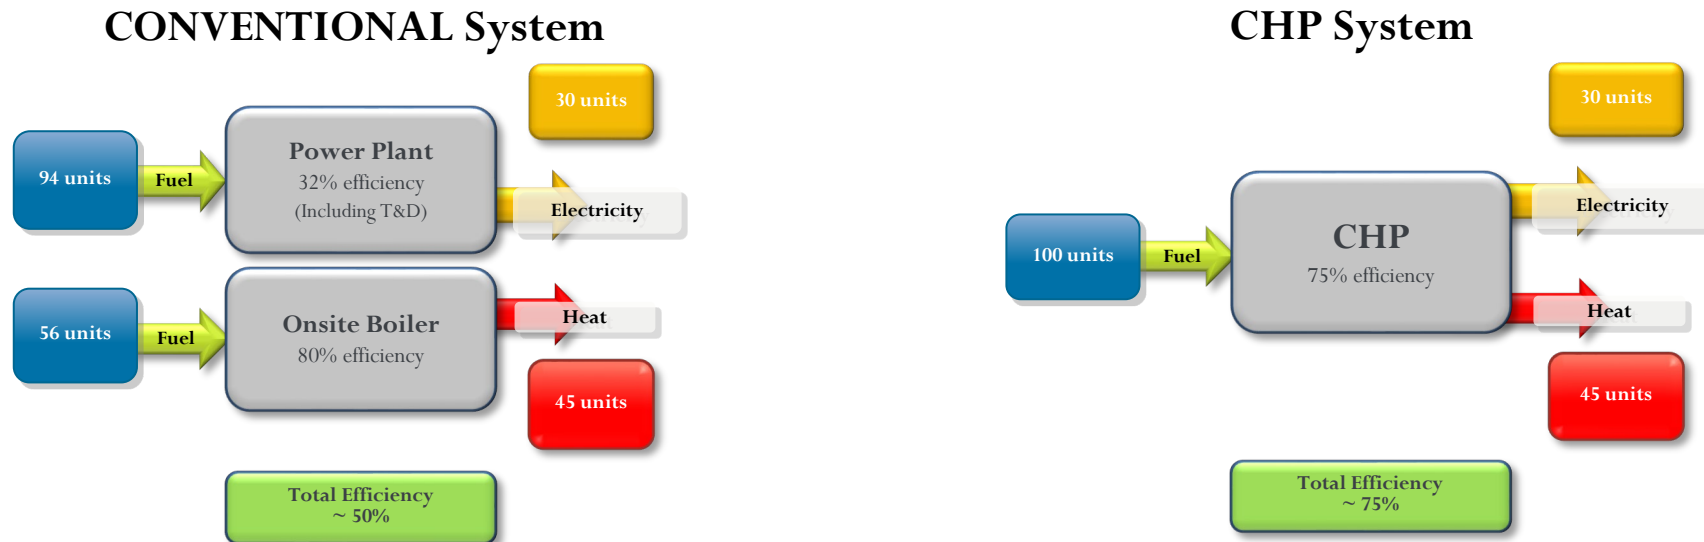 CONVENTIONAL System
94 units
Fuel
Power Plant
32% efficiency
(Including T&D)
30 units
Electricity
56 units
Fuel
Onsite Boiler
80% efficiency
Heat
45 units
Total Efficiency
~ 50%
CHP System
100 units
Fuel
CHP
75% efficiency
30 units
Electricity
Heat
45 units
Total Efficiency
~ 75%